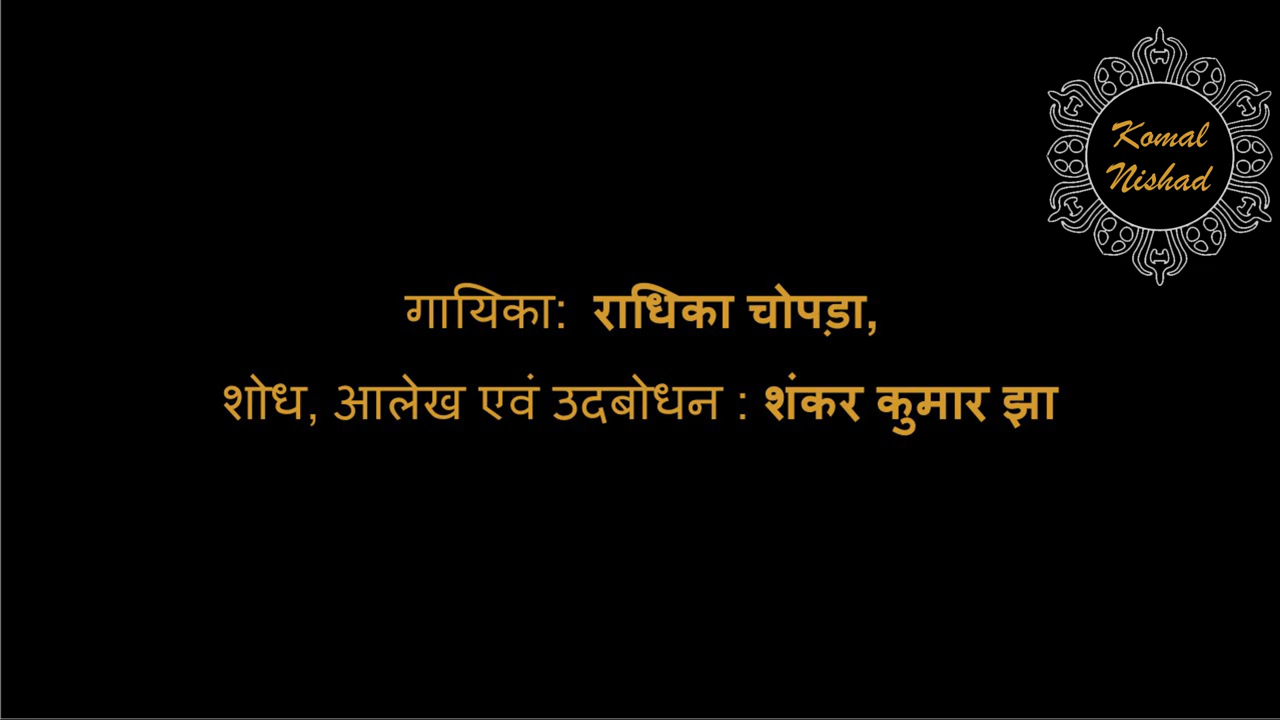 Komal
Nishad
गायिका: राधिका चोपड़ा,
शोध, आलेख एवं उदबोधन : शंकर कुमार झा